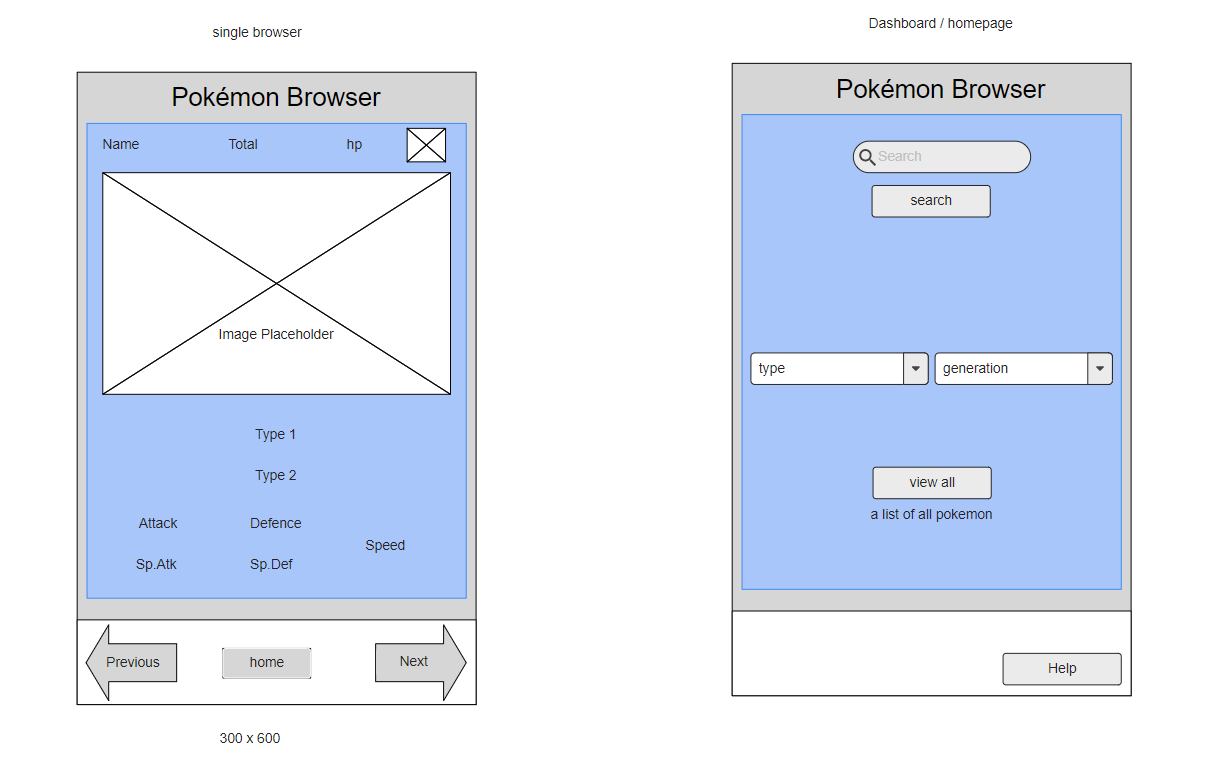 single browser
Pokémon Browser
Name Total hp
Image Placeholder
Type 1
Type 2
Attack Defence
Speed
Sp.Atk Sp.Def
Previous home Next
300 x 600
Dashboard / homepage
Pokémon Browser
Search
search
type generation
view all
a list of all pokemon
Help